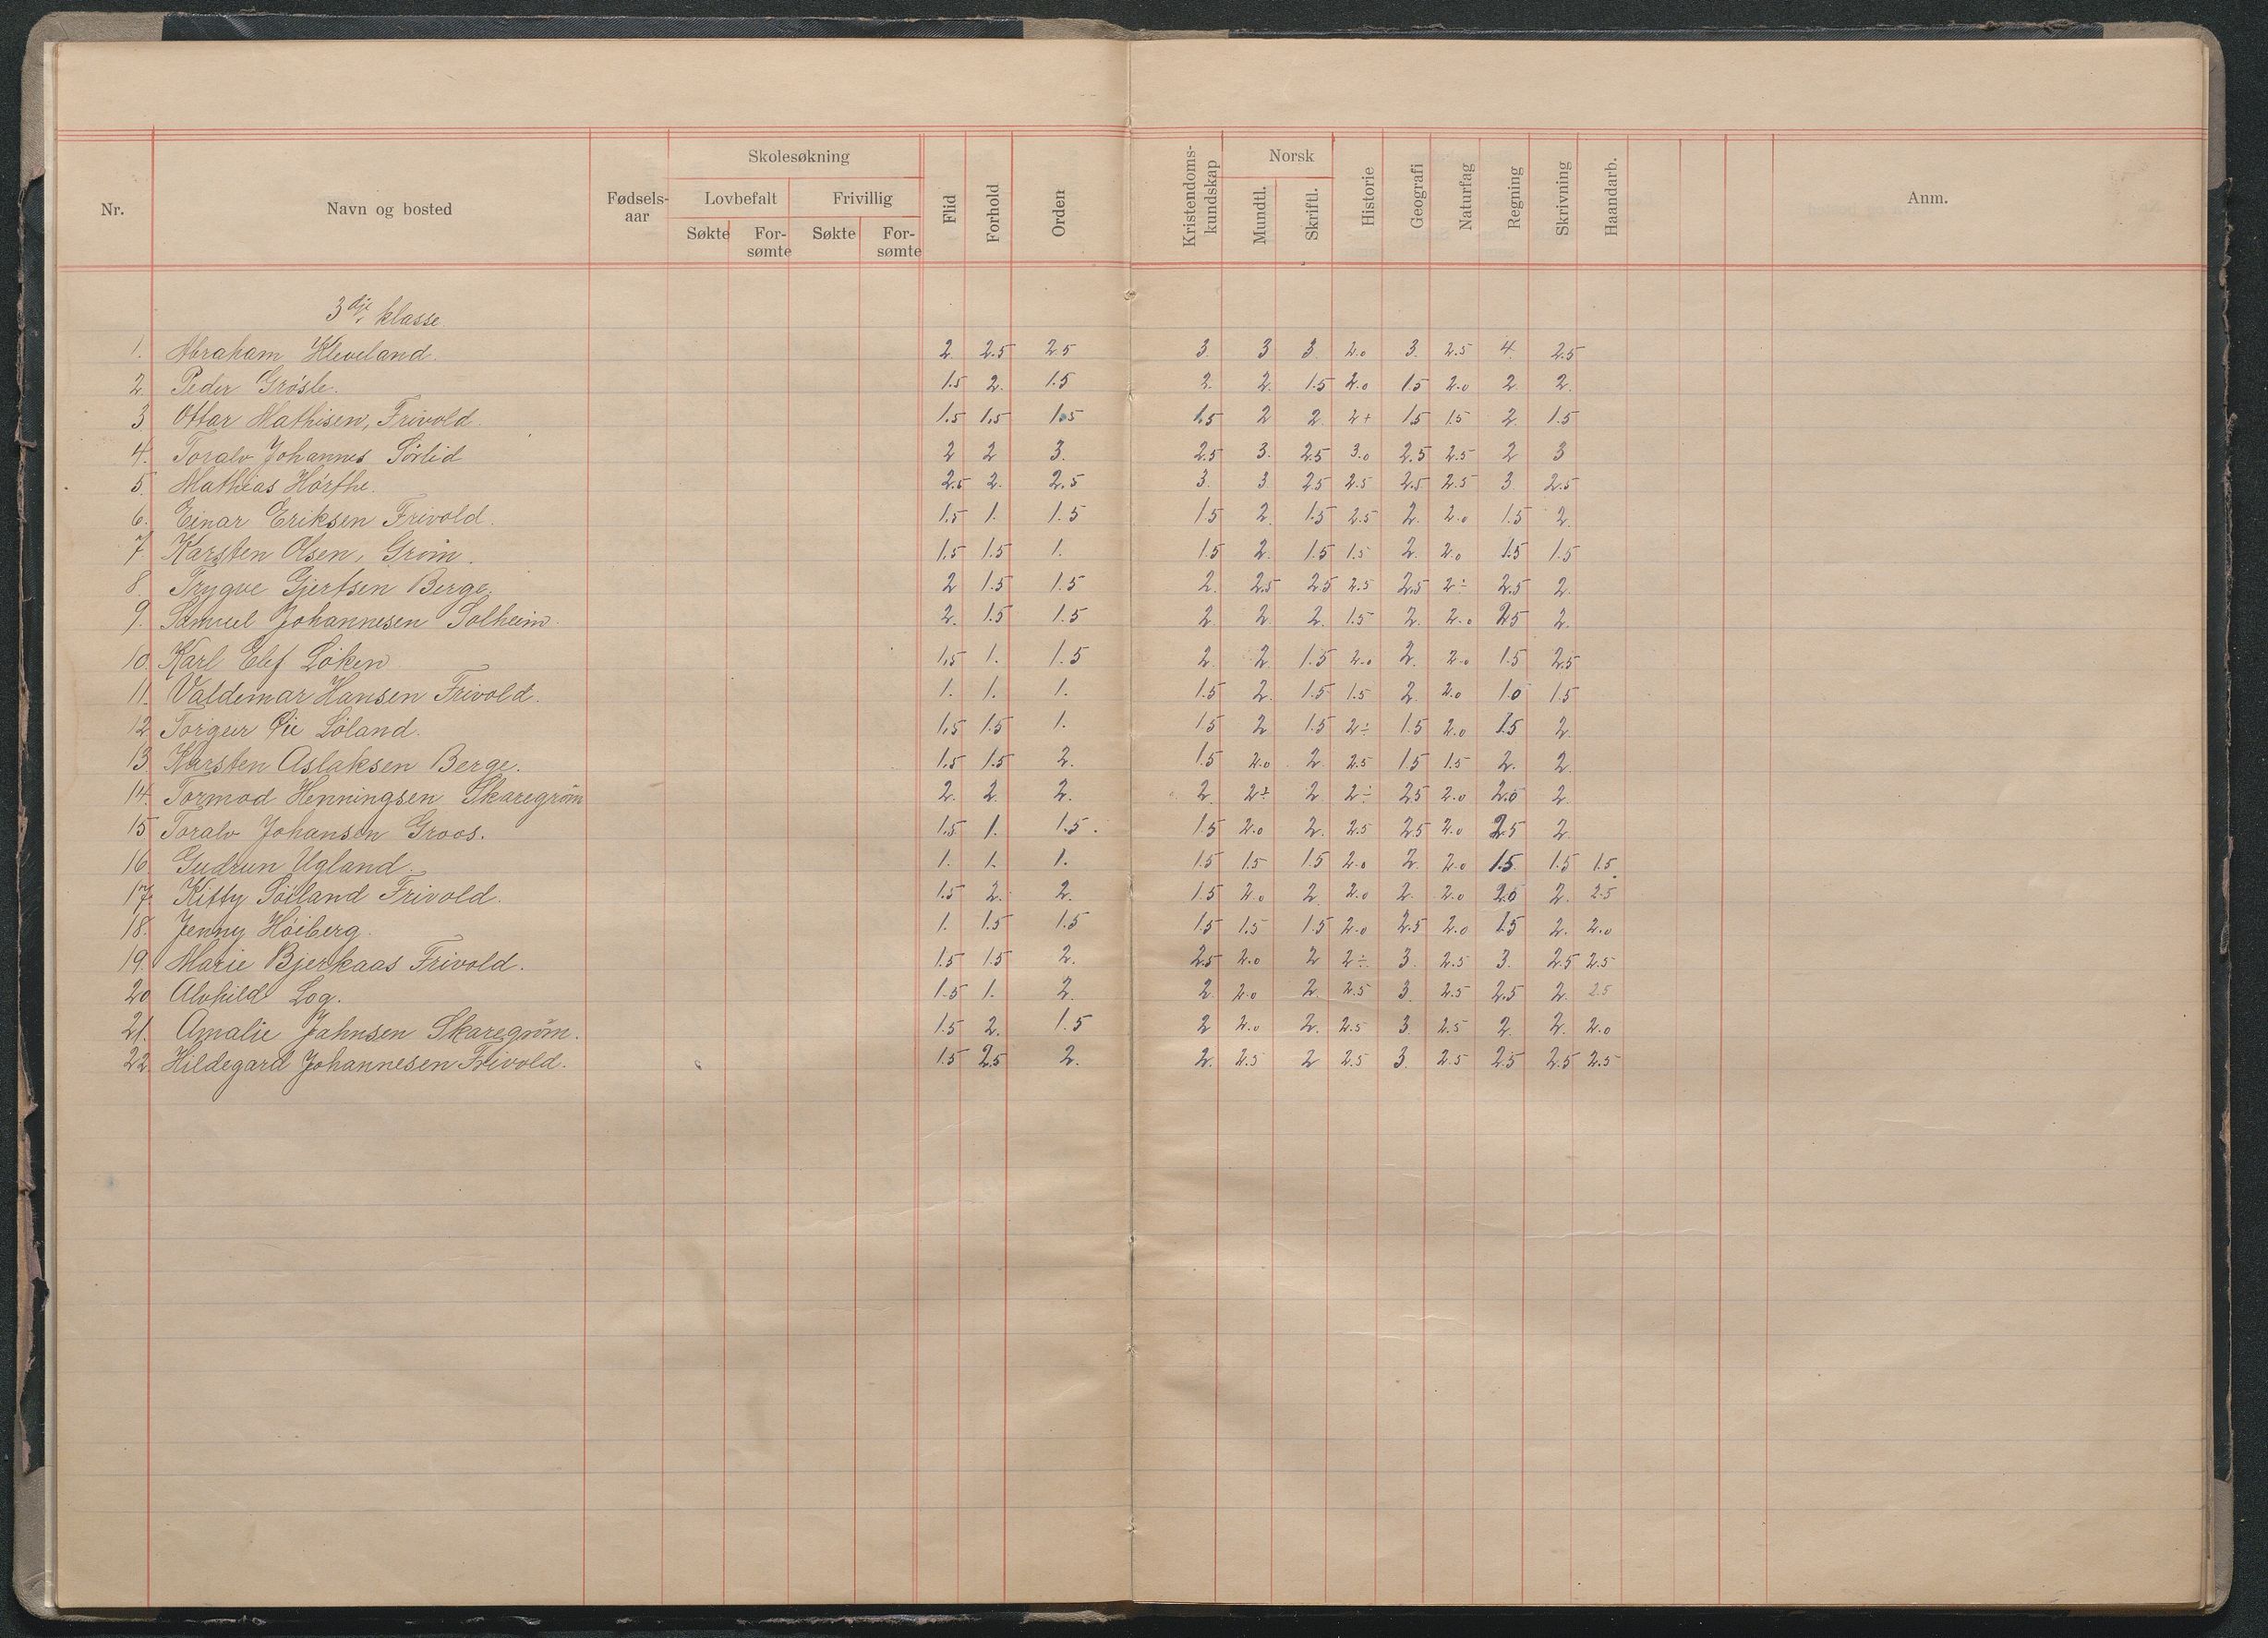 Nr. Navn og bosted Fødsels-aar Skolesøkning Lovbefalt Søkte For-sømte Frivillig Søkte For-sømte Flid Forhold Orden Kristendoms-kundskap Norsk Mundtl. Skriftl. Historie Geografi Naturfag Regning Skrivning Haandarb. Anm.
3dje klasse
1. Abraham Kleveland. 2. 2.5 2.5 3. 3 3. 2.0 3. 2.5 4. 2.5
2. Peder Grøsle. 1.5 2. 1.5 2. 2. 1.5 2.0 1.5 2.0 2 2.
3 Ottar Mathisen, Frivold. 1.5 1.5 1.5 1.5 2 2 2+ 1.5 1.5 2 1.5
4. Toralv Johannes Sørlid 2 2 3. 2.5 3. 2.5 3.0 2.5 2.5 2 3
5. Mathias Hørthe. 2.5 2. 2.5 3. 3 2.5 2.5 2.5 2.5 3. 2.5
6. Einar Eriksen Frivold. 1.5 1. 1.5 1.5 2. 1.5 2.5 2. 2.0 1.5 2.
7 Karsten Olsen, Grøm. 1.5 1.5 1. 1.5 2. 1.5 1.5 2. 2.0 1.5 1.5
8. Trygve Gjertsen Berge. 2 1.5 1.5 2. 2.5 2.5 2.5 2.5 2÷ 2.5 2.
9. Samuel Johannesen Solheim. 2. 1.5 1.5 2 2 2. 1.5 2. 2.0 2.5 2.
10. Karl Elef Løken 1.5 1. 1.5 2. 2 1.5 2.0 2. 2.0 1.5 2.5
11. Valdemar Hansen Frivold. 1. 1. 1. 1.5 2. 1.5 1.5 2 2.0 1.0 1.5
12 Torgeir Øie Løland. 1.5 1.5 1. 1.5 2 1.5 2÷ 1.5 2.0 1.5 2.
13. Karsten Aslaksen Berge. 1.5 1.5 2. 1.5 2.0 2. 2.5 1.5 1.5 2. 2.
14. Tormod Henningsen Skaregrøm 2. 2. 2. 2. 2÷ 2 2÷ 2.5 2.0 2.0 2.
15 Toralv Johansen Groos. 1.5 1. 1.5. 1.5 2.0 2. 2.5 2.5 2.0 2.5 2.
16 Gudrun Ugland. 1. 1. 1. 1.5 1.5 1.5 2.0 2 2.0 1.5 1.5 1.5
17. Kitty Søiland Frivold. 1.5 2. 2. 1.5 2.0 2 2.0 2 2.0 2.0 2. 2.5
18. Jenny Høiberg. 1. 1.5 1.5 1.5 1.5 1.5 2.0 2.5 2.0 1.5 2. 2.0
19. Marie Bjerkaas Frivold. 1.5 1.5 2. 2.5 2.0 2 2÷ 3. 2.5 3. 2.5 2.5
20 Alvhild Log. 1.5 1. 2. 2. 2.0 2. 2.5 3. 2.5 2.5 2. 2.5
21. Amalie Jahnsen Skaregrøm. 1.5 2. 1.5 2 2.0 2. 2.5 3. 2.5 2. 2. 2.0
22. Hildegard Johannesen Frivold. 1.5 2.5 2. 2. 2.5 2 2.5 3. 2.5 2.5 2.5 2.5